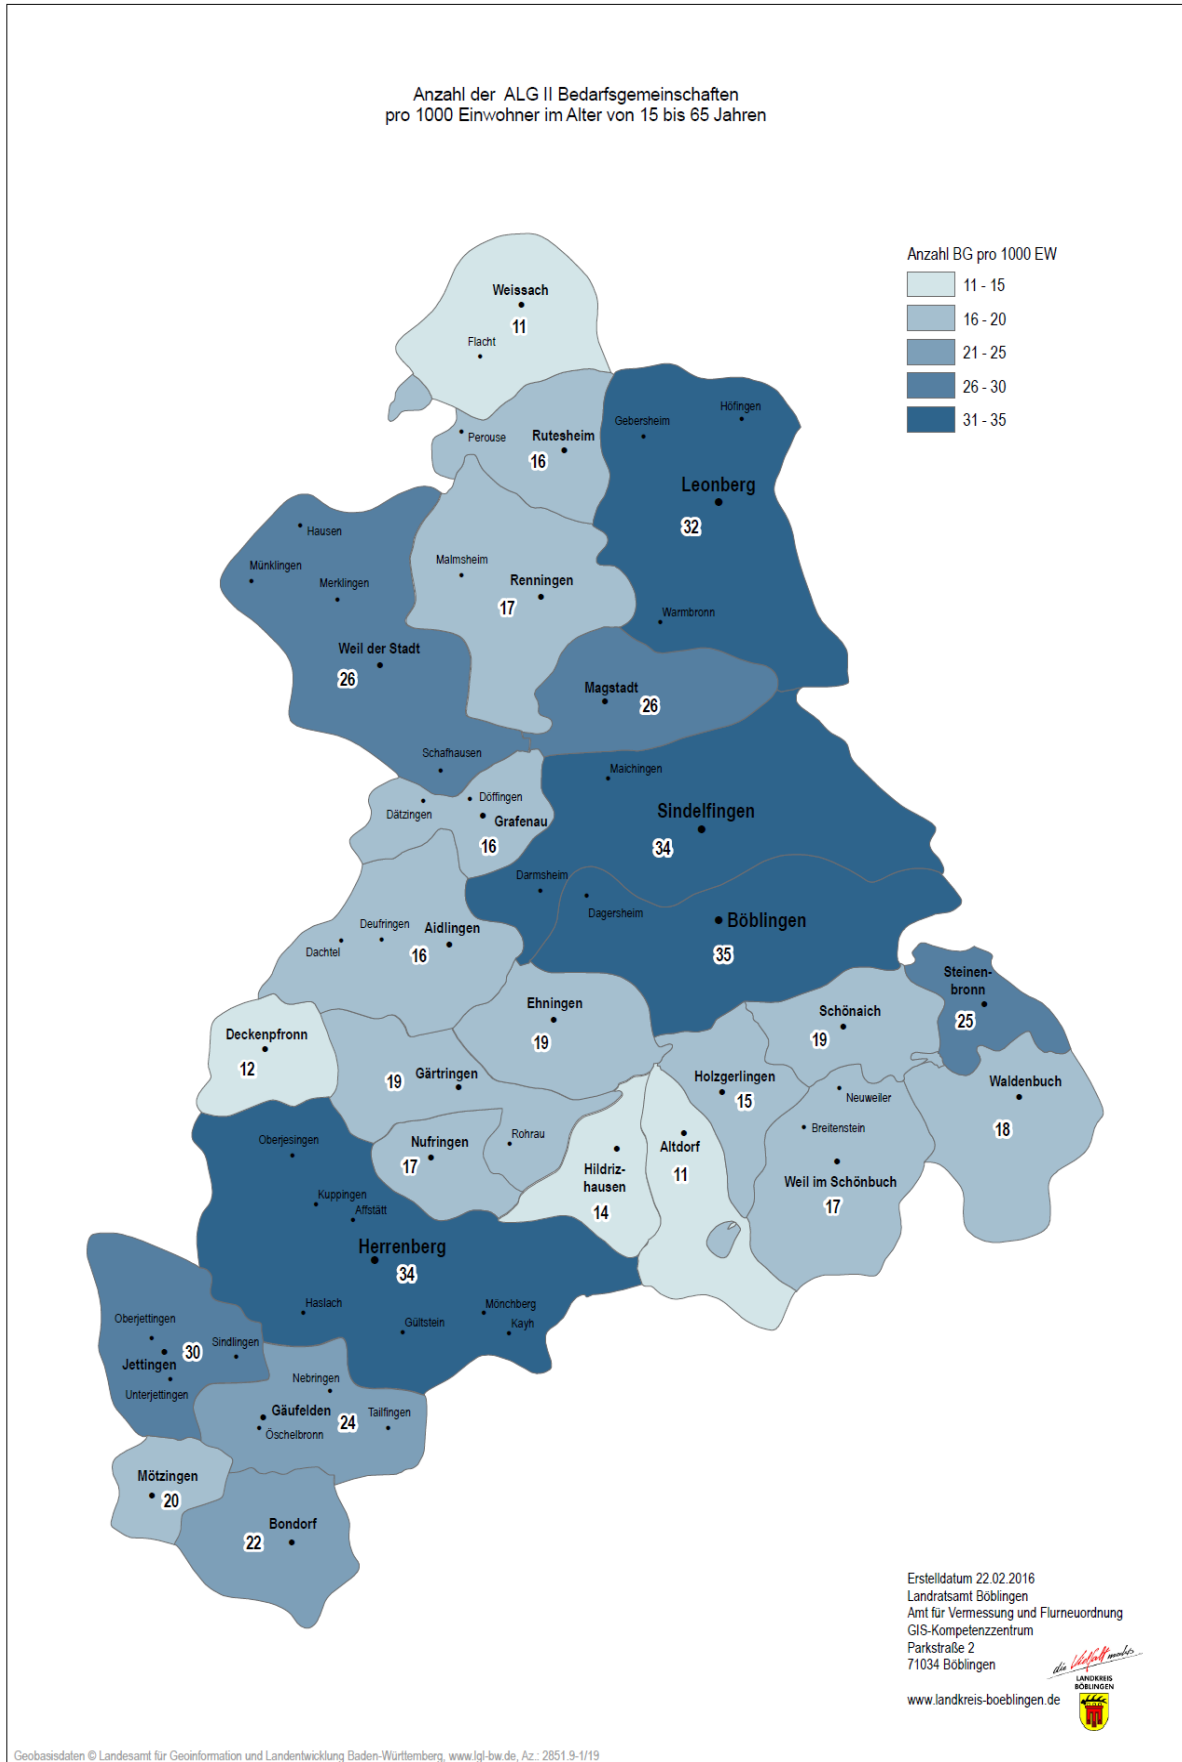 Anzahl der ALG II Bedarfsgemeinschaften
pro 1000 Einwohner im Alter von 15 bis 65 Jahren
Anzahl BG pro 1000 EW
11 - 15
16 - 20
21 - 25
26 - 30
31 - 35
Weissach
11
Flacht
Perouse
Rutesheim
16
Gebersheim
Höfingen
Leonberg
32
Warmbronn
Hausen
Münklingen
Merklingen
Weil der Stadt
26
Schafhausen
Malmsheim
Renningen
17
Magstadt
26
Maichingen
Sindelfingen
34
Darmsheim
Dagersheim
Böblingen
35
Dätzingen
Döffingen
Grafenau
16
Deufringen
Dachtel
Aidlingen
16
Ehningen
19
Deckenpfronn
12
Gärtringen
19
Rohrau
Nufringen
17
Steinen-
bronn
25
Schönaich
19
Holzgerlingen
15
Waldenbuch
18
Neuweiler
Breitenstein
Weil im Schönbuch
17
Altdorf
11
Hildriz-
hausen
14
Oberjesingen
Kuppingen
Affstätt
Herrenberg
34
Haslach
Gültstein
Mönchberg
Kayh
Oberjettingen
Sindlingen
30
Jettingen
Unterjettingen
Nebringen
Gäufelden
24
Tailfingen
Öschelbronn
Mötzingen
20
Bondorf
22
Erstelldatum 22.02.2016
Landratsamt Böblingen
Amt für Vermessung und Flurneuordnung
GIS-Kompetenzzentrum
Parkstraße 2
71034 Böblingen
www.landkreis-boeblingen.de
die Vielfalt macht's
LANDKREIS
BÖBLINGEN
Geobasisdaten © Landesamt für Geoinformation und Landentwicklung Baden-Württemberg, www.lgl-bw.de, Az.: 2851.9-1/19